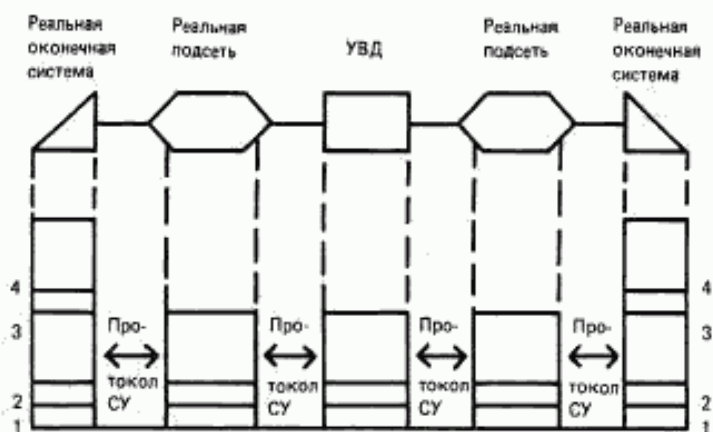 Реальная
оконечная
система
Реальная
подсеть
УВД
Реальная
подсеть
Реальная
оконечная
система
4
3
2
1
Про-
токол
СУ
Про-
токол
СУ
Про-
токол
СУ
Про-
токол
СУ
4
3
2
1